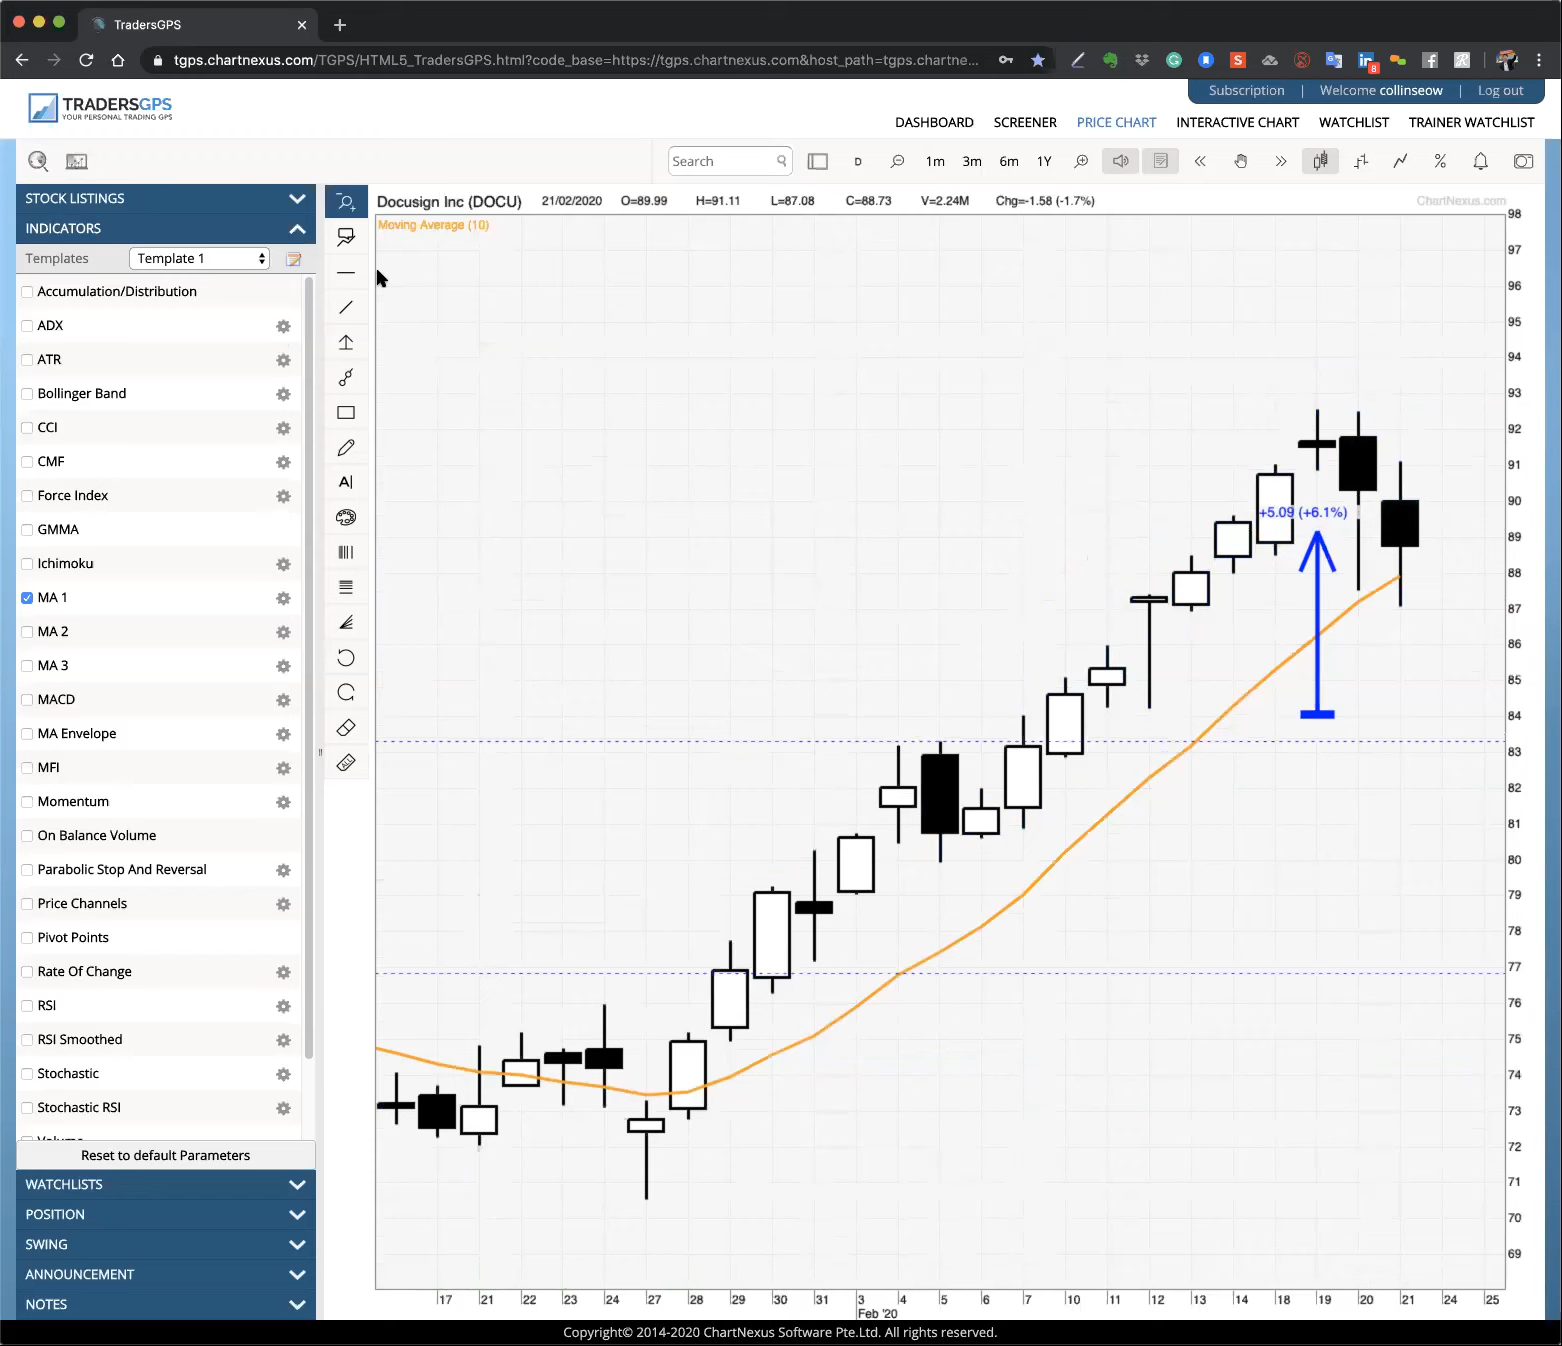 TradersGPS
tgps.chartnexus.com/TGPS/HTML5_TradersGPS.html?code_base=https://tgps.chartnexus.com&host_path=tgps.chartne...
S
in
8
TRADERSGPS
YOUR PERSONAL TRADING GPS
Subscription | Welcome collinseow | Log out
DASHBOARD SCREENER PRICE CHART INTERACTIVE CHART WATCHLIST TRAINER WATCHLIST
Search D 1m 3m 6m 1Y %
STOCK LISTINGS
INDICATORS
Templates Template 1
Accumulation/Distribution
ADX
ATR
Bollinger Band
CCI
CMF
Force Index
GMMA
Ichimoku
MA 1
MA 2
MA 3
MACD
MA Envelope
MFI
Momentum
On Balance Volume
Parabolic Stop And Reversal
Price Channels
Pivot Points
Rate Of Change
RSI
RSI Smoothed
Stochastic
Stochastic RSI
Volume
Reset to default Parameters
WATCHLISTS
POSITION
SWING
ANNOUNCEMENT
NOTES
A|
ALL
Docusign Inc (DOCU) 21/02/2020 O=89.99 H=91.11 L=87.08 C=88.73 V=2.24M Chg=-1.58 (-1.7%)
ChartNexus.com
Moving Average (10)
+5.09 (+6.1%)
98
97
96
95
94
93
92
91
90
89
88
87
86
85
84
83
82
81
80
79
78
77
76
75
74
73
72
71
70
69
17 21 22 23 24 27 28 29 30 31 3 4 5 6 7 10 11 12 13 14 18 19 20 21 24 25
Feb '20
Copyright© 2014-2020 ChartNexus Software Pte.Ltd. All rights reserved.